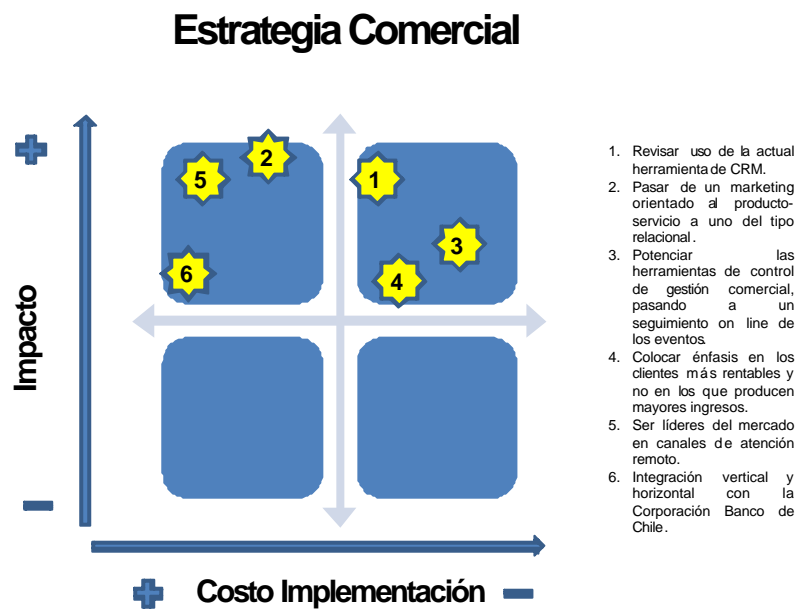 Estrategia Comercial
Impacto
2
5
1
3
6
4
Costo Implementación
1. Revisar uso de la actual
herramienta de CRM.
2. Pasar de un marketing
orientado al producto-
servicio a uno del tipo
relacional.
3. Potenciar las
herramientas de control
de gestión comercial,
pasando a un
seguimiento on line de
los eventos.
4. Colocar énfasis en los
clientes más rentables y
no en los que producen
mayores ingresos.
5. Ser líderes del mercado
en canales de atención
remoto.
6. Integración vertical y
horizontal con la
Corporación Banco de
Chile.